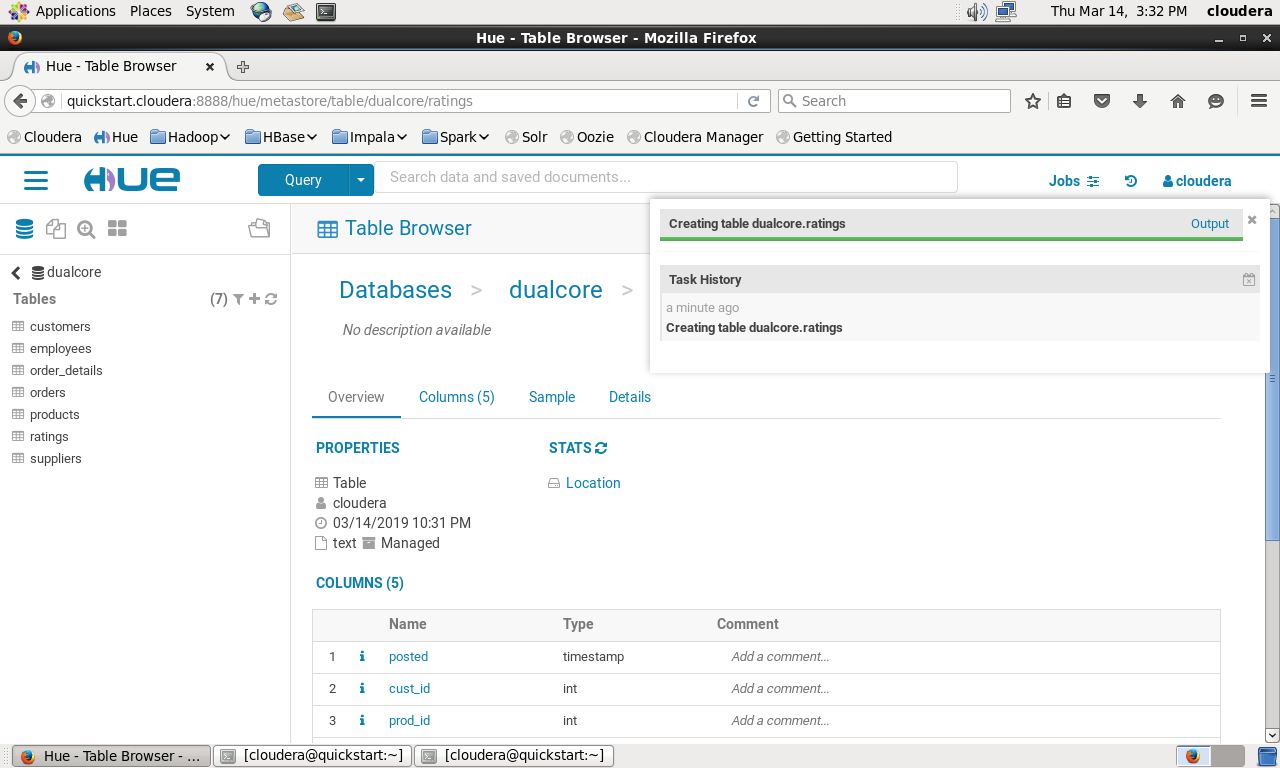 Applications Places System Thu Mar 14, 3:32 PM cloudera
Hue - Table Browser - Mozilla Firefox
Hue - Table Browser
quickstart.cloudera:8888/hue/metastore/table/dualcore/ratings Search
Cloudera Hue Hadoop HBase Impala Spark Solr Oozie Cloudera Manager Getting Started
HUE Query Search data and saved documents... Jobs cloudera
Table Browser
Creating table dualcore.ratings Output
Task History
a minute ago
Creating table dualcore.ratings
dualcore
Tables (7)
customers
employees
order_details
orders
products
ratings
suppliers
Databases > dualcore >
No description available
Overview Columns (5) Sample Details
PROPERTIES STATS
Table Location
cloudera
03/14/2019 10:31 PM
text Managed
COLUMNS (5)
Name Type Comment
1 i posted timestamp Add a comment...
2 i cust_id int Add a comment...
3 i prod_id int Add a comment...
Hue - Table Browser - ... [cloudera@quickstart:~] [cloudera@quickstart:~]